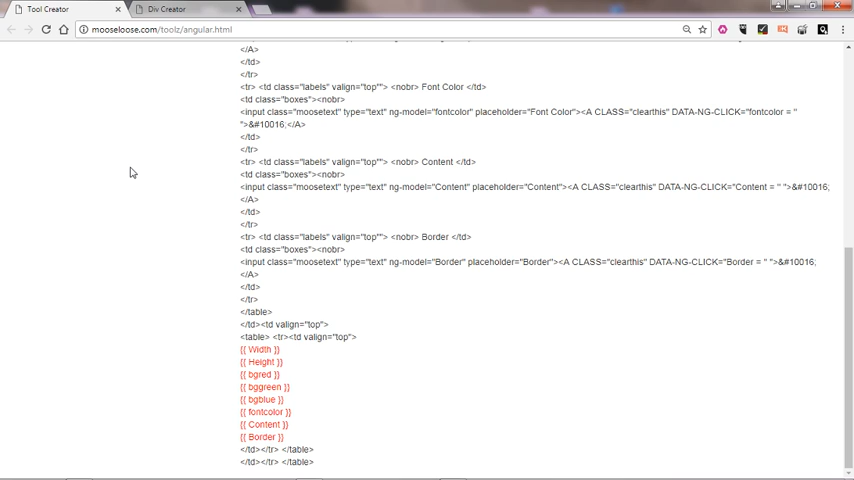 Tool Creator
Div Creator
mooseloose.com/toolz/angular.html
</A>
</td>
</tr>
<tr> <td class="labels" valign="top""> <nobr> Font Color </td>
<td class="boxes"><nobr>
<input class="moosetext" type="text" ng-model="fontcolor" placeholder="Font Color"><A CLASS="clearthis" DATA-NG-CLICK="fontcolor = "
">&#10016;</A>
</td>
</tr>
<tr> <td class="labels" valign="top""> <nobr> Content </td>
<td class="boxes"><nobr>
<input class="moosetext" type="text" ng-model="Content" placeholder="Content"><A CLASS="clearthis" DATA-NG-CLICK="Content = " ">&#10016;
</A>
</td>
</tr>
<tr> <td class="labels" valign="top""> <nobr> Border </td>
<td class="boxes"><nobr>
<input class="moosetext" type="text" ng-model="Border" placeholder="Border"><A CLASS="clearthis" DATA-NG-CLICK="Border = " ">&#10016;
</A>
</td>
</tr>
</table>
</td><td valign="top">
<table> <tr><td valign="top">
{{ Width }}
{{ Height }}
{{ bgred }}
{{ bggreen }}
{{ bgblue }}
{{ fontcolor }}
{{ Content }}
{{ Border }}
</td></tr> </table>
</td></tr> </table>